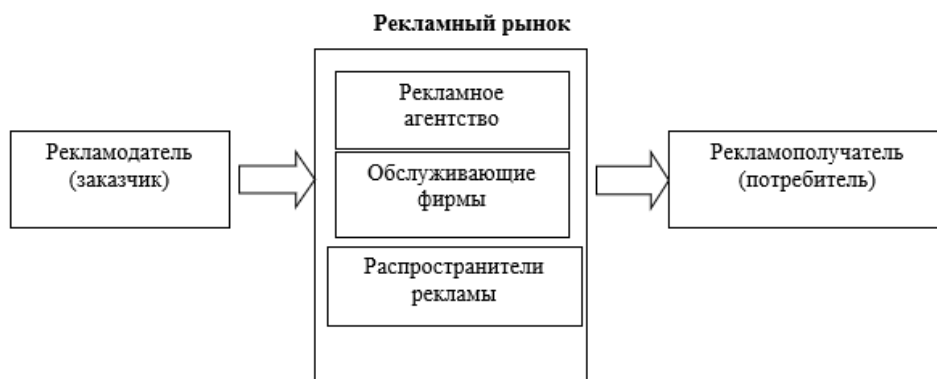 Рекламный рынок
Рекламодатель
(заказчик)
Рекламное
агентство
Обслуживающие
фирмы
Распространители
рекламы
Рекламополучатель
(потребитель)